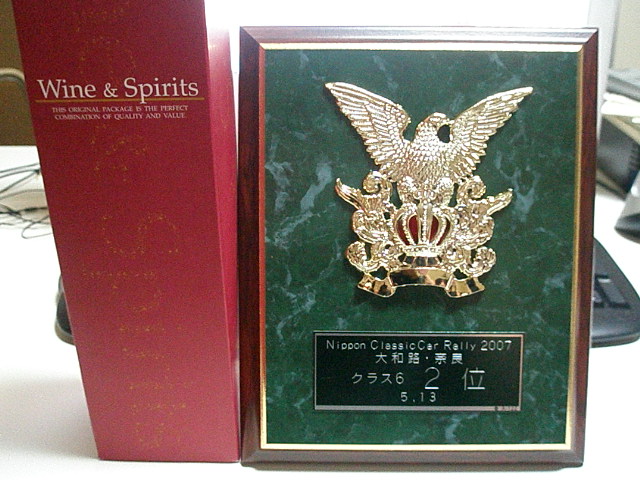 Wine & Spirits
THIS ORIGINAL PACKAGE IS THE PERFECT
COMBINATION OF QUALITY AND VALUE
Nippon ClassicCar Rally 2007
大和路・奈良
クラス6 2位
5.13